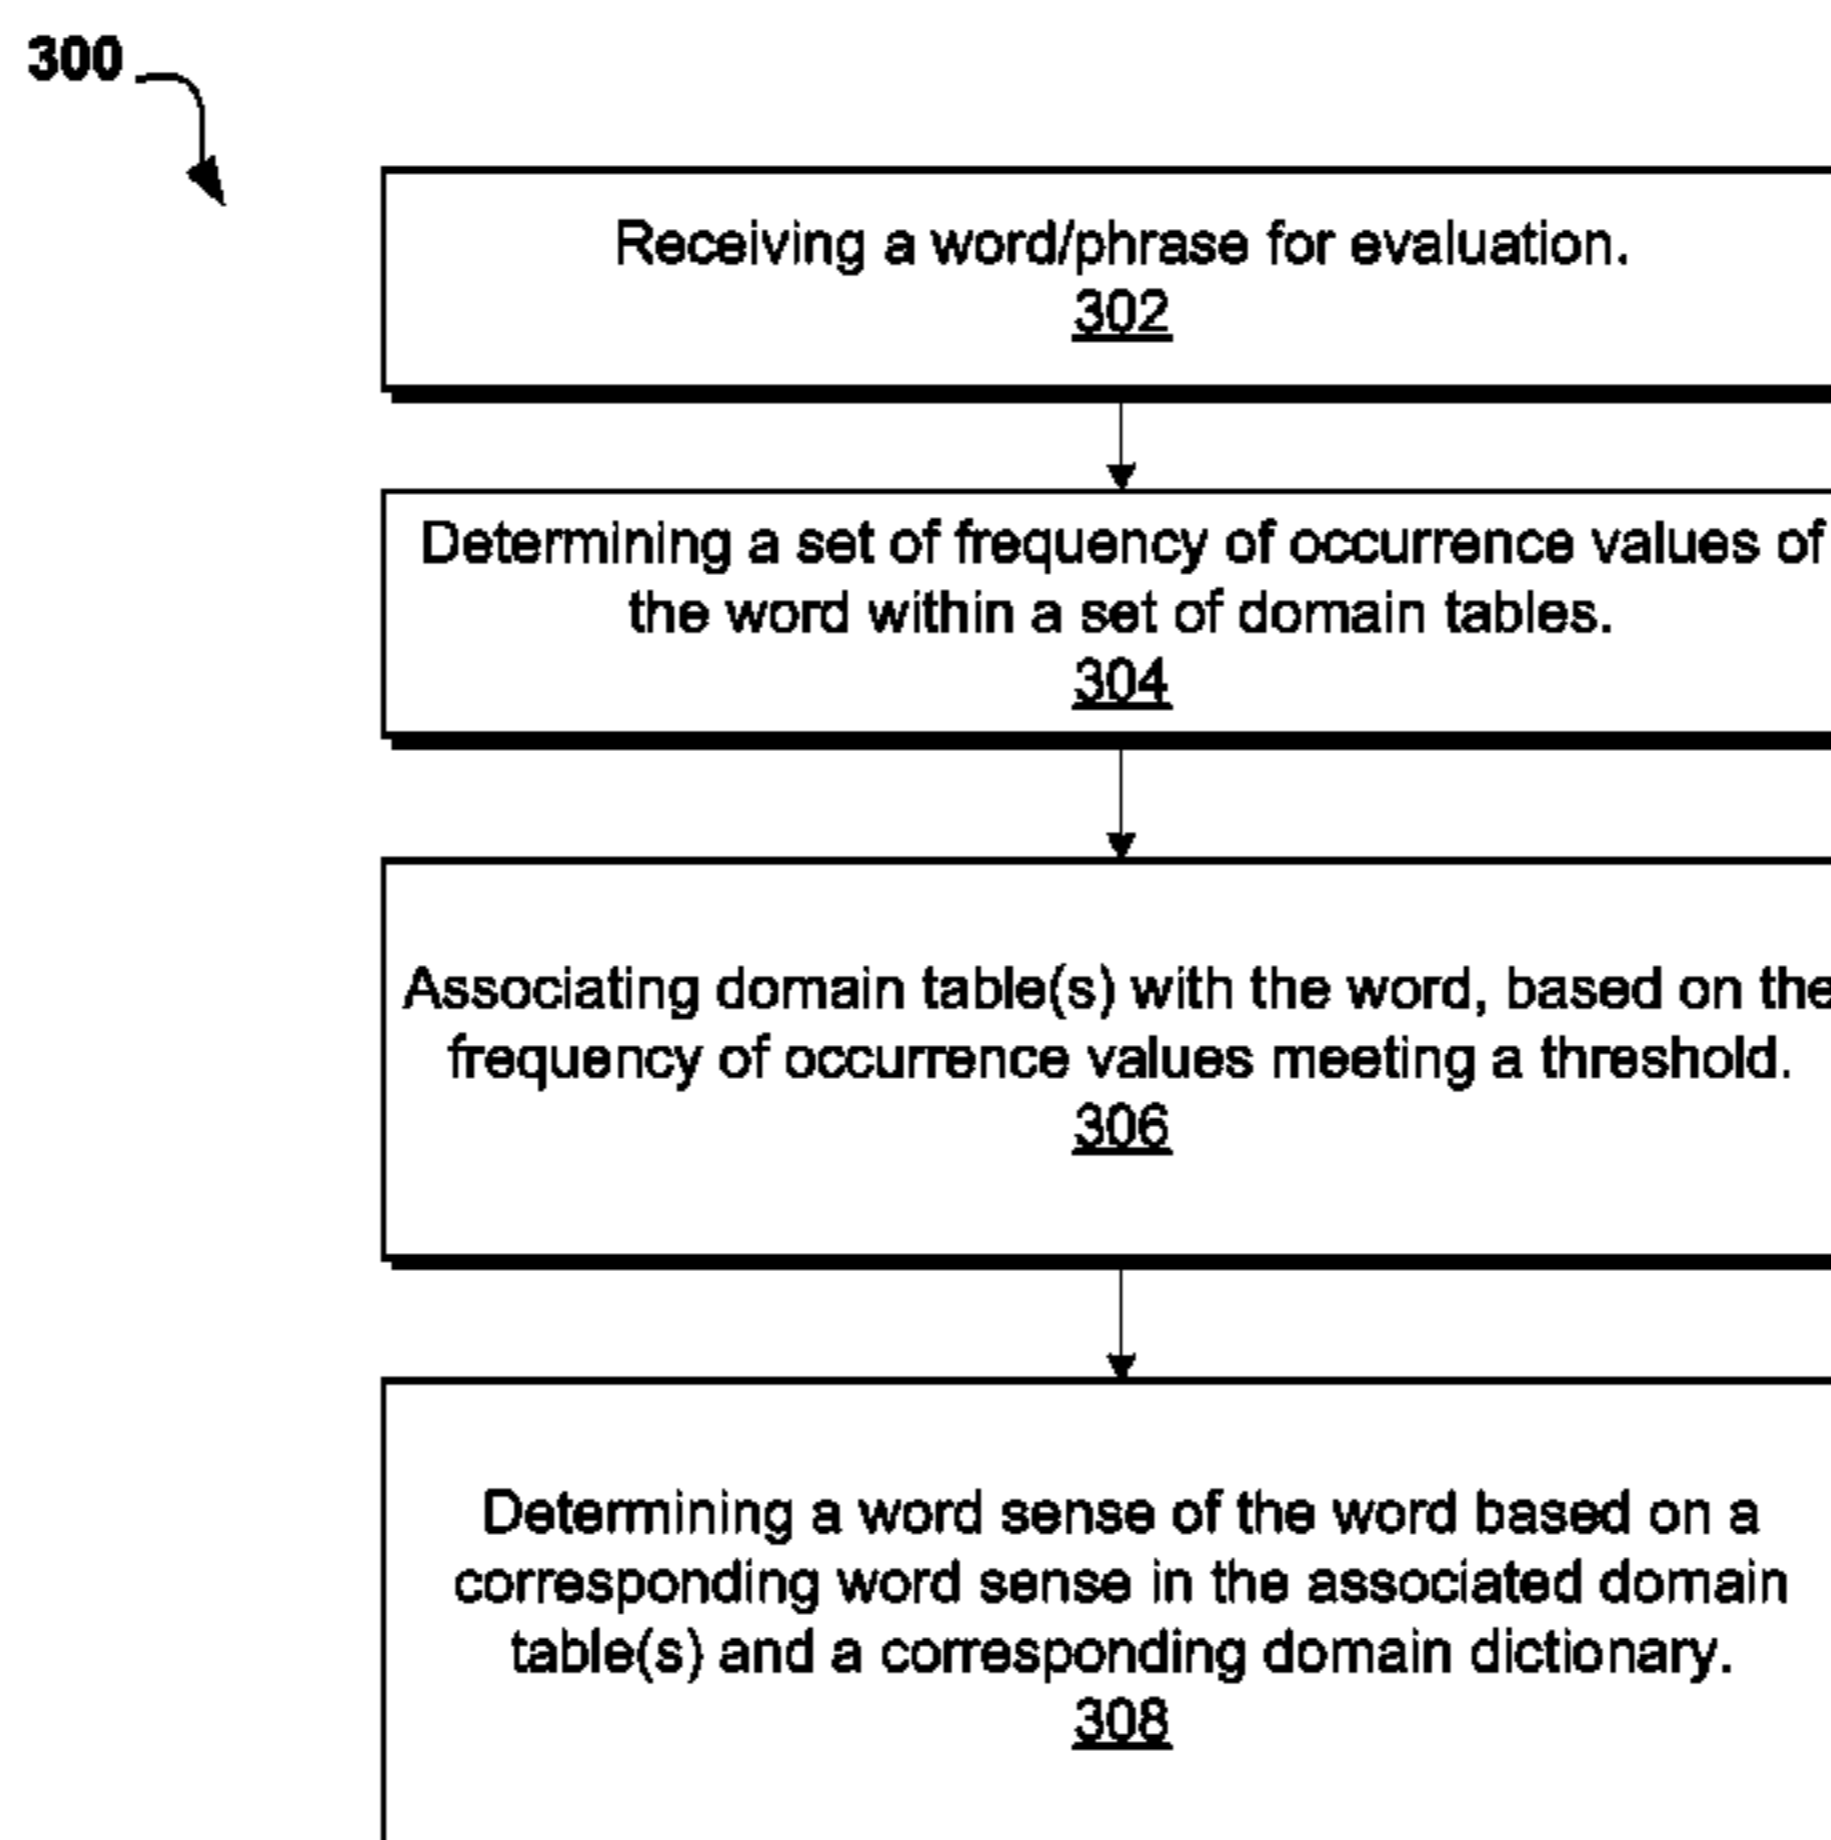 300
Receiving a word/phrase for evaluation.
302
Determining a set of frequency of occurrence values of
the word within a set of domain tables.
304
Associating domain table(s) with the word, based on the
frequency of occurrence values meeting a threshold.
306
Determining a word sense of the word based on a
corresponding word sense in the associated domain
table(s) and a corresponding domain dictionary.
308